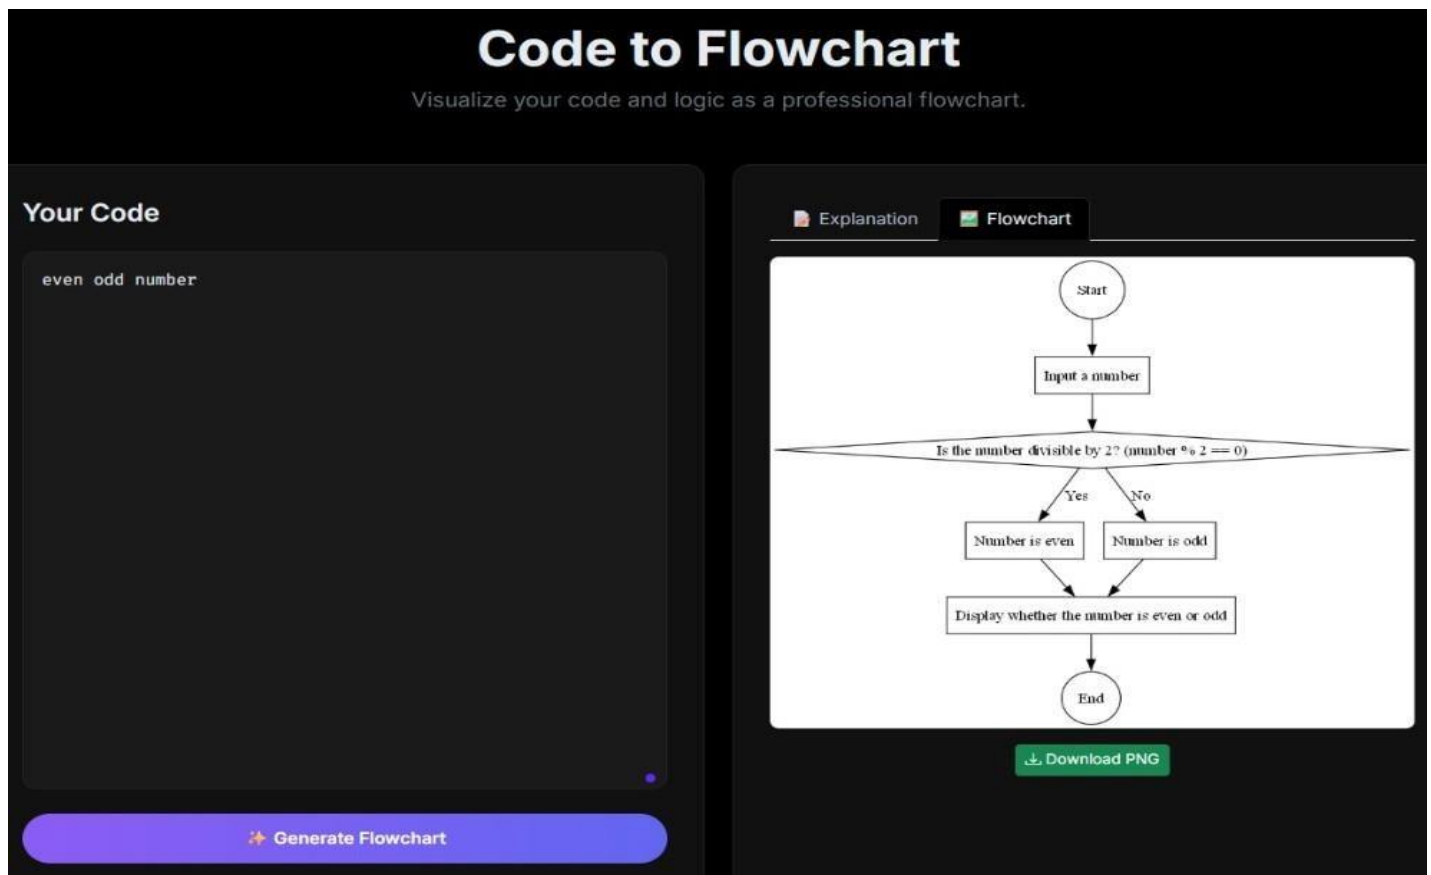 Code to Flowchart
Visualize your code and logic as a professional flowchart.
Your Code
even odd number
Generate Flowchart
Explanation
Flowchart
Start
Input a number
Is the number divisible by 2? (number % 2 == 0)
Yes
No
Number is even
Number is odd
Display whether the number is even or odd
End
Download PNG